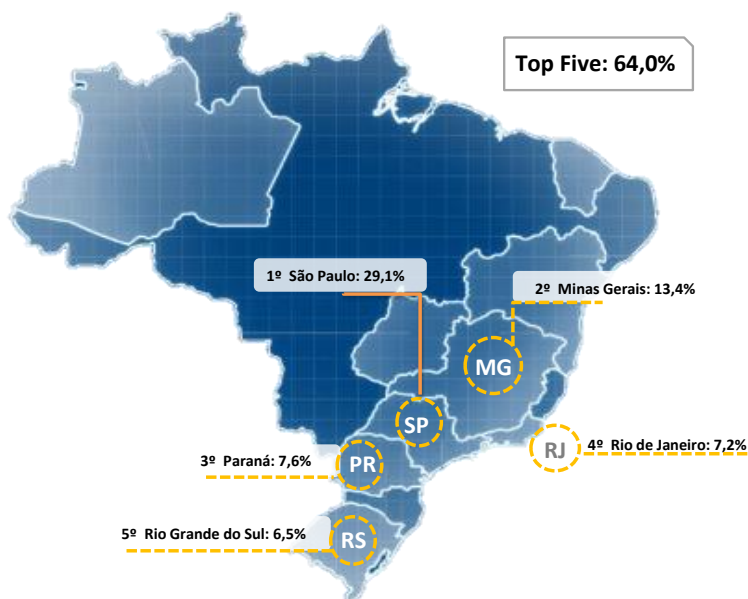 Top Five: 64,0%
1º São Paulo: 29,1%
2º Minas Gerais: 13,4%
MG
SP
RJ
4º Rio de Janeiro: 7,2%
3º Paraná: 7,6%
PR
5º Rio Grande do Sul: 6,5%
RS